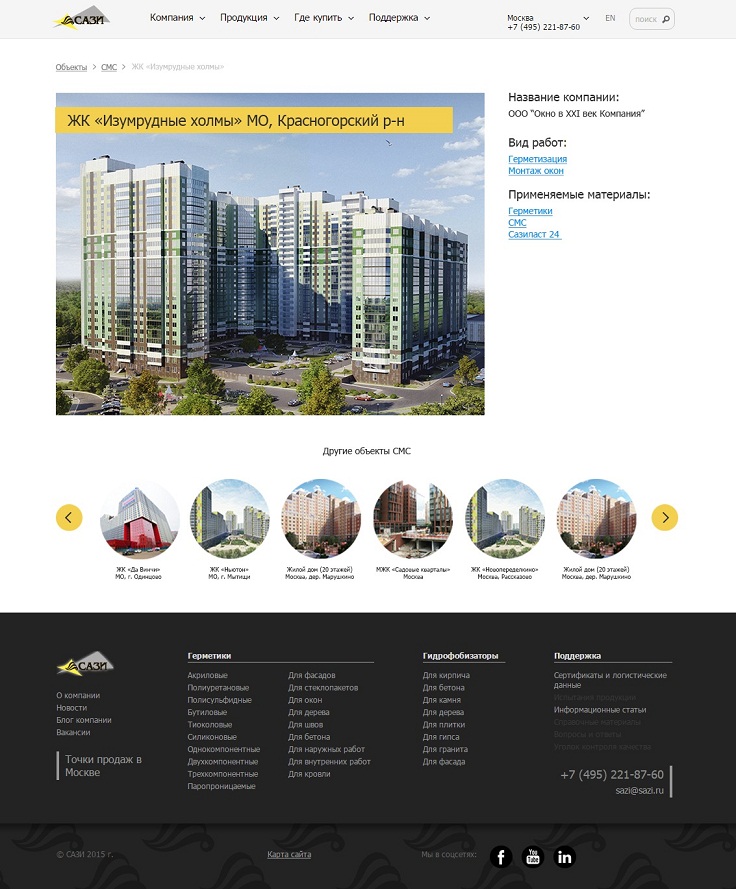 САЗИ
Компания Продукция Где купить Поддержка
Москва
+7 (495) 221-87-60
EN
поиск
Объекты > СМС > ЖК «Изумрудные холмы»
ЖК «Изумрудные холмы» МО, Красногорский р-н
Название компании:
ООО "Окно в XXI век Компания"
Вид работ:
Герметизация
Монтаж окон
Применяемые материалы:
Герметики
СМС
Сазиласт 24
Другие объекты СМС
ЖК «Да Винчи»
МО, г. Одинцово
ЖК «Ньютон»
МО, г. Мытищи
Жилой дом (20 этажей)
Москва, дер. Марушкино
МЖК «Садовые кварталы»
Москва
ЖК «Новопеределкино»
Москва, Рассказово
Жилой дом (20 этажей)
Москва, дер. Марушкино
САЗИ
О компании
Новости
Блог компании
Вакансии
Точки продаж в
Москве
Герметики
Акриловые
Полиуретановые
Полисульфидные
Бутиловые
Тиоколовые
Силиконовые
Однокомпонентные
Двухкомпонентные
Трехкомпонентные
Паропроницаемые
Для фасадов
Для стеклопакетов
Для окон
Для дерева
Для швов
Для бетона
Для наружных работ
Для внутренних работ
Для кровли
Гидрофобизаторы
Для кирпича
Для бетона
Для камня
Для дерева
Для плитки
Для гипса
Для гранита
Для фасада
Поддержка
Сертификаты и логистические
данные
Испытания продукции
Информационные статьи
Справочные материалы
Вопросы и ответы
Уголек контроля качества
+7 (495) 221-87-60
sazi@sazi.ru
© САЗИ 2015 г.
Карта сайта
Мы в соцсетях:
f
You
Tube
in